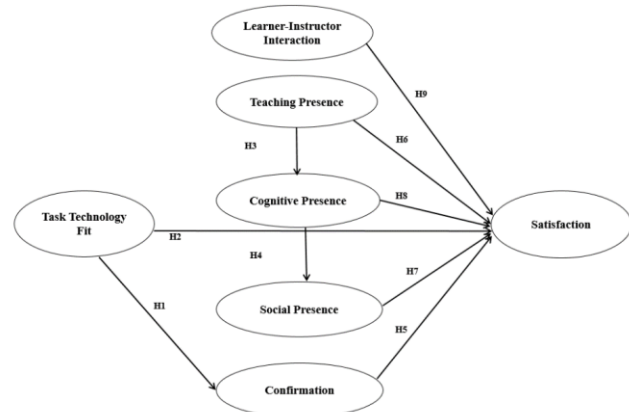 Learner-Instructor
Interaction
H9
Teaching Presence
H6
H3
Cognitive Presence
H8
Task Technology
Fit
H2
Satisfaction
H4
H7
Social Presence
H1
H5
Confirmation